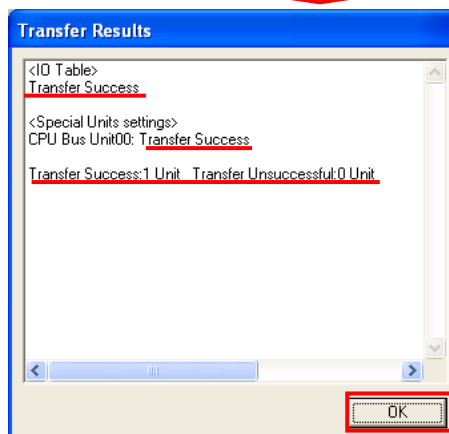 Transfer Results
<IO Table>
Transfer Success
<Special Units settings>
CPU Bus Unit00: Transfer Success
Transfer Success:1 Unit   Transfer Unsuccessful:0 Unit
OK